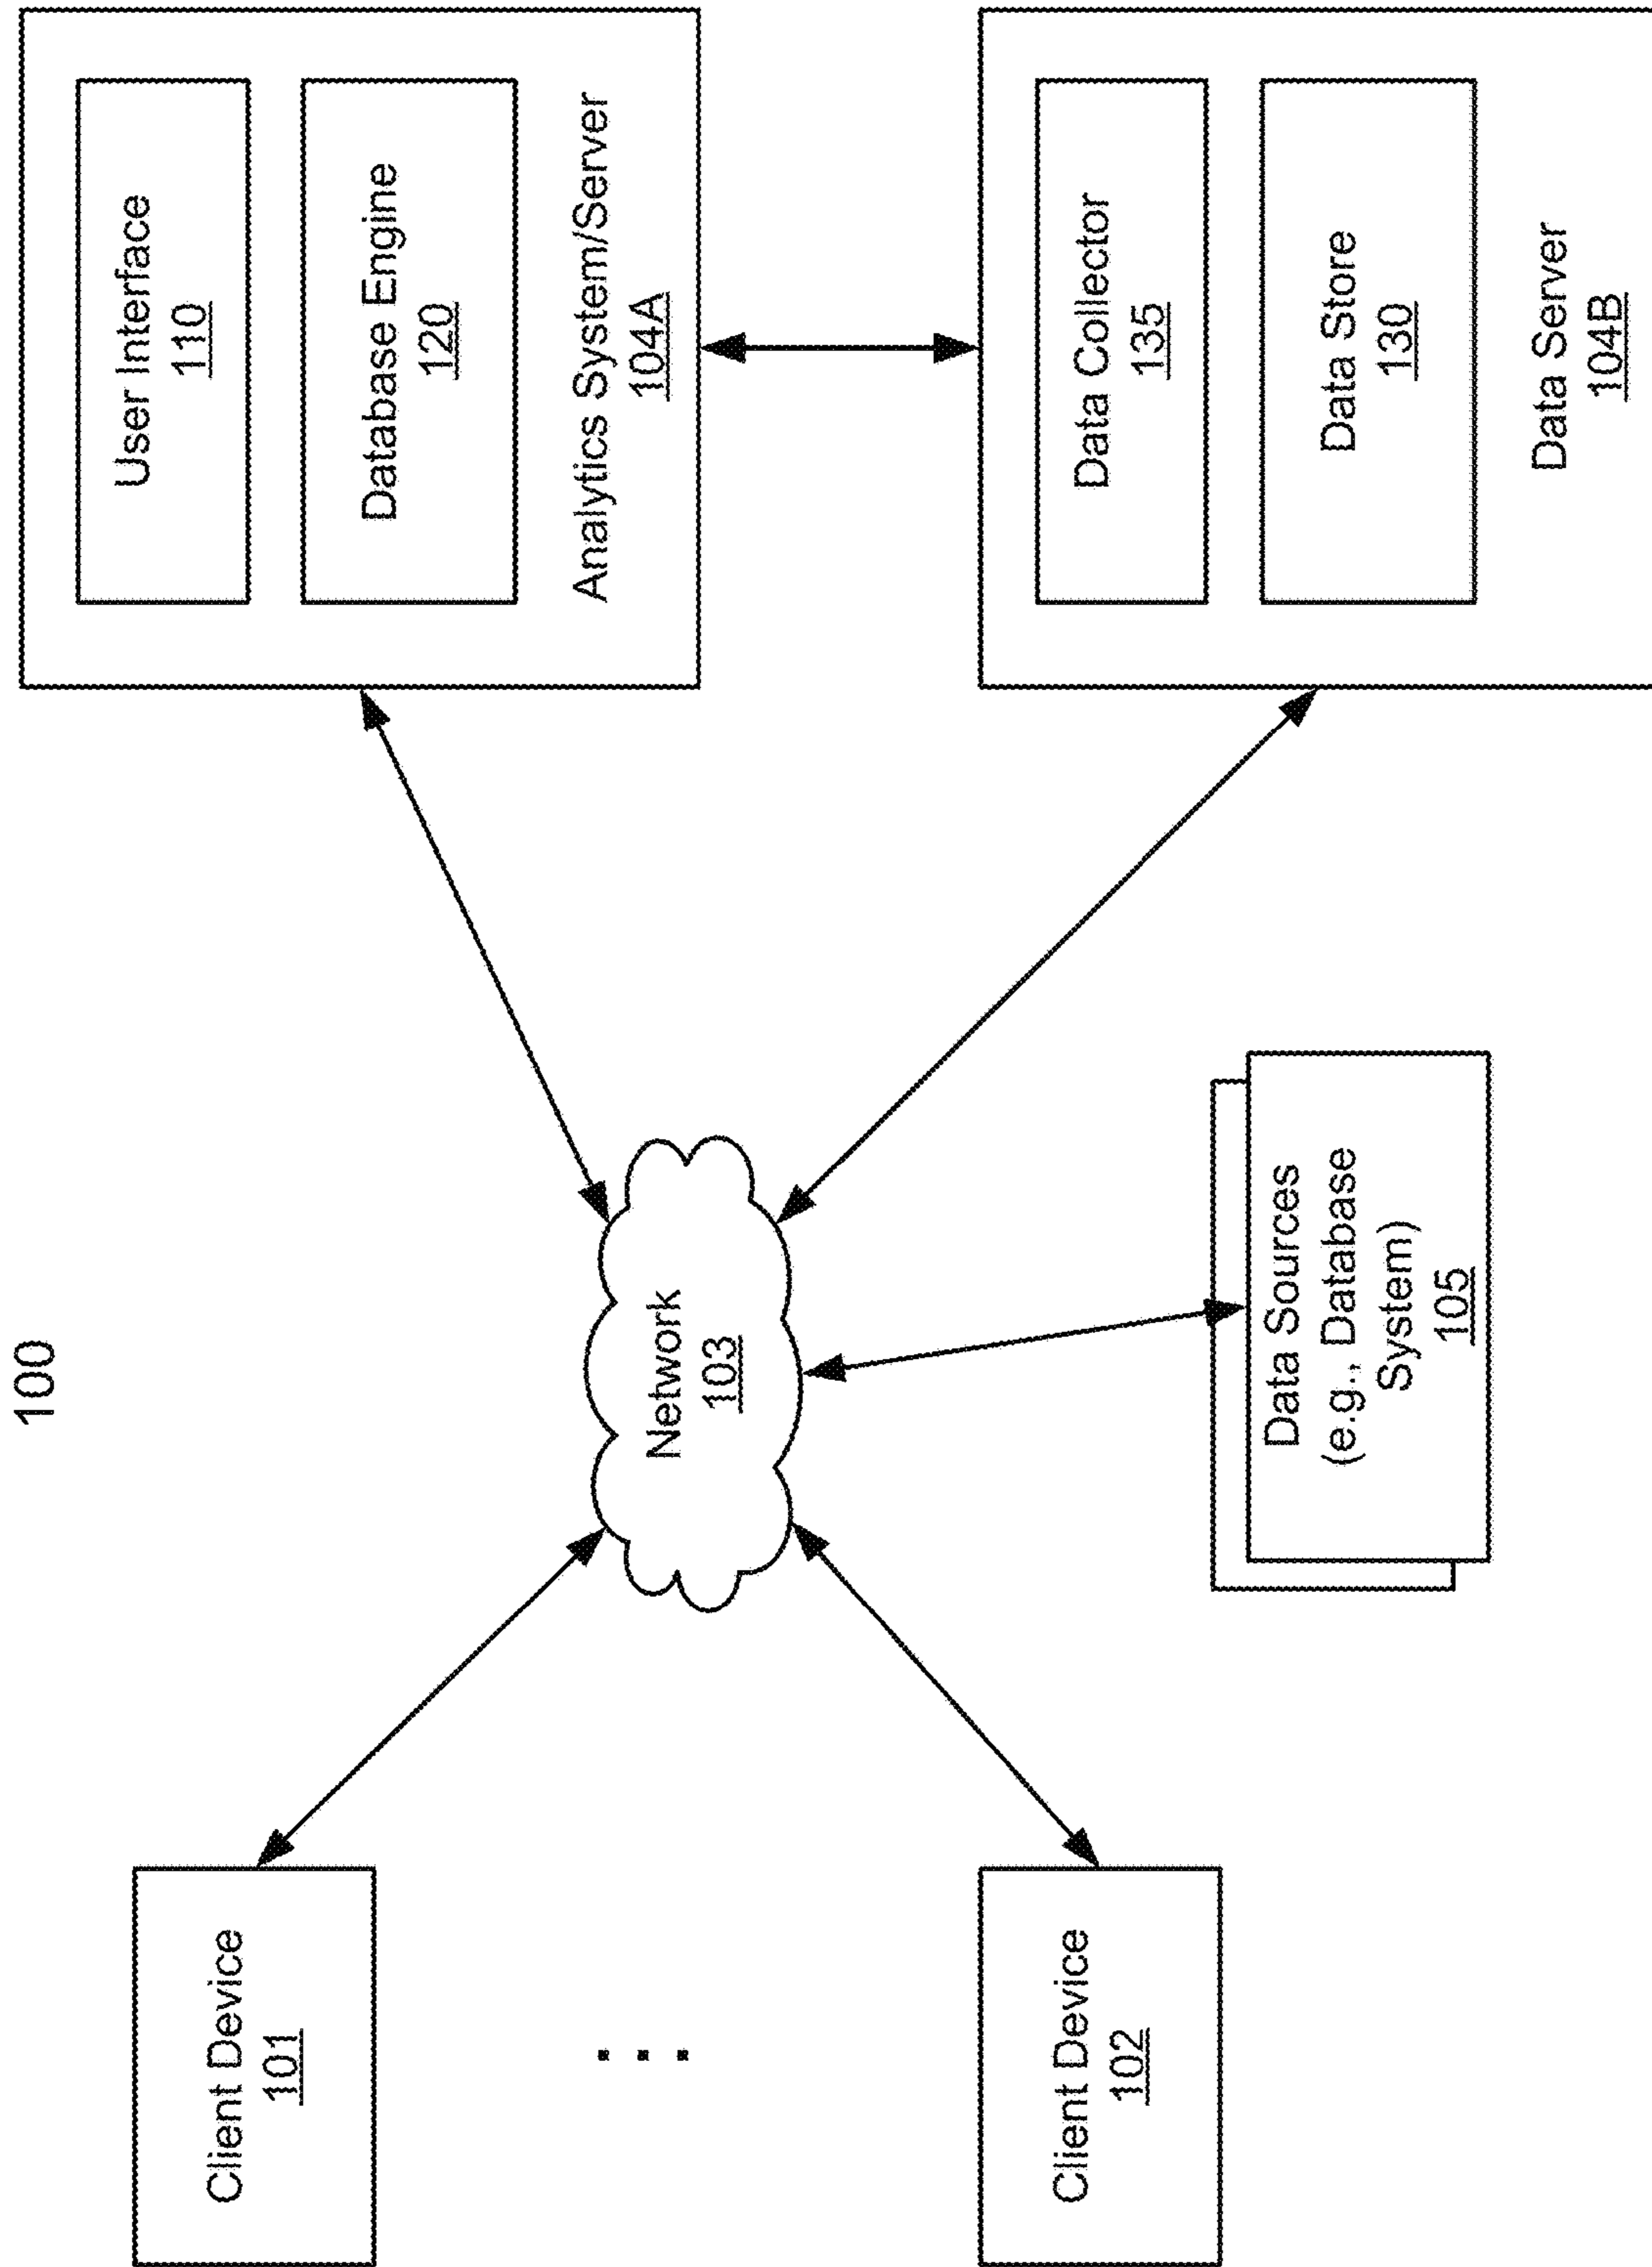 100
Client Device
101
Client Device
102
Network
103
Data Sources
(e.g., Database
System)
105
User Interface
110
Database Engine
120
Analytics System/Server
104A
Data Collector
135
Data Store
130
Data Server
104B